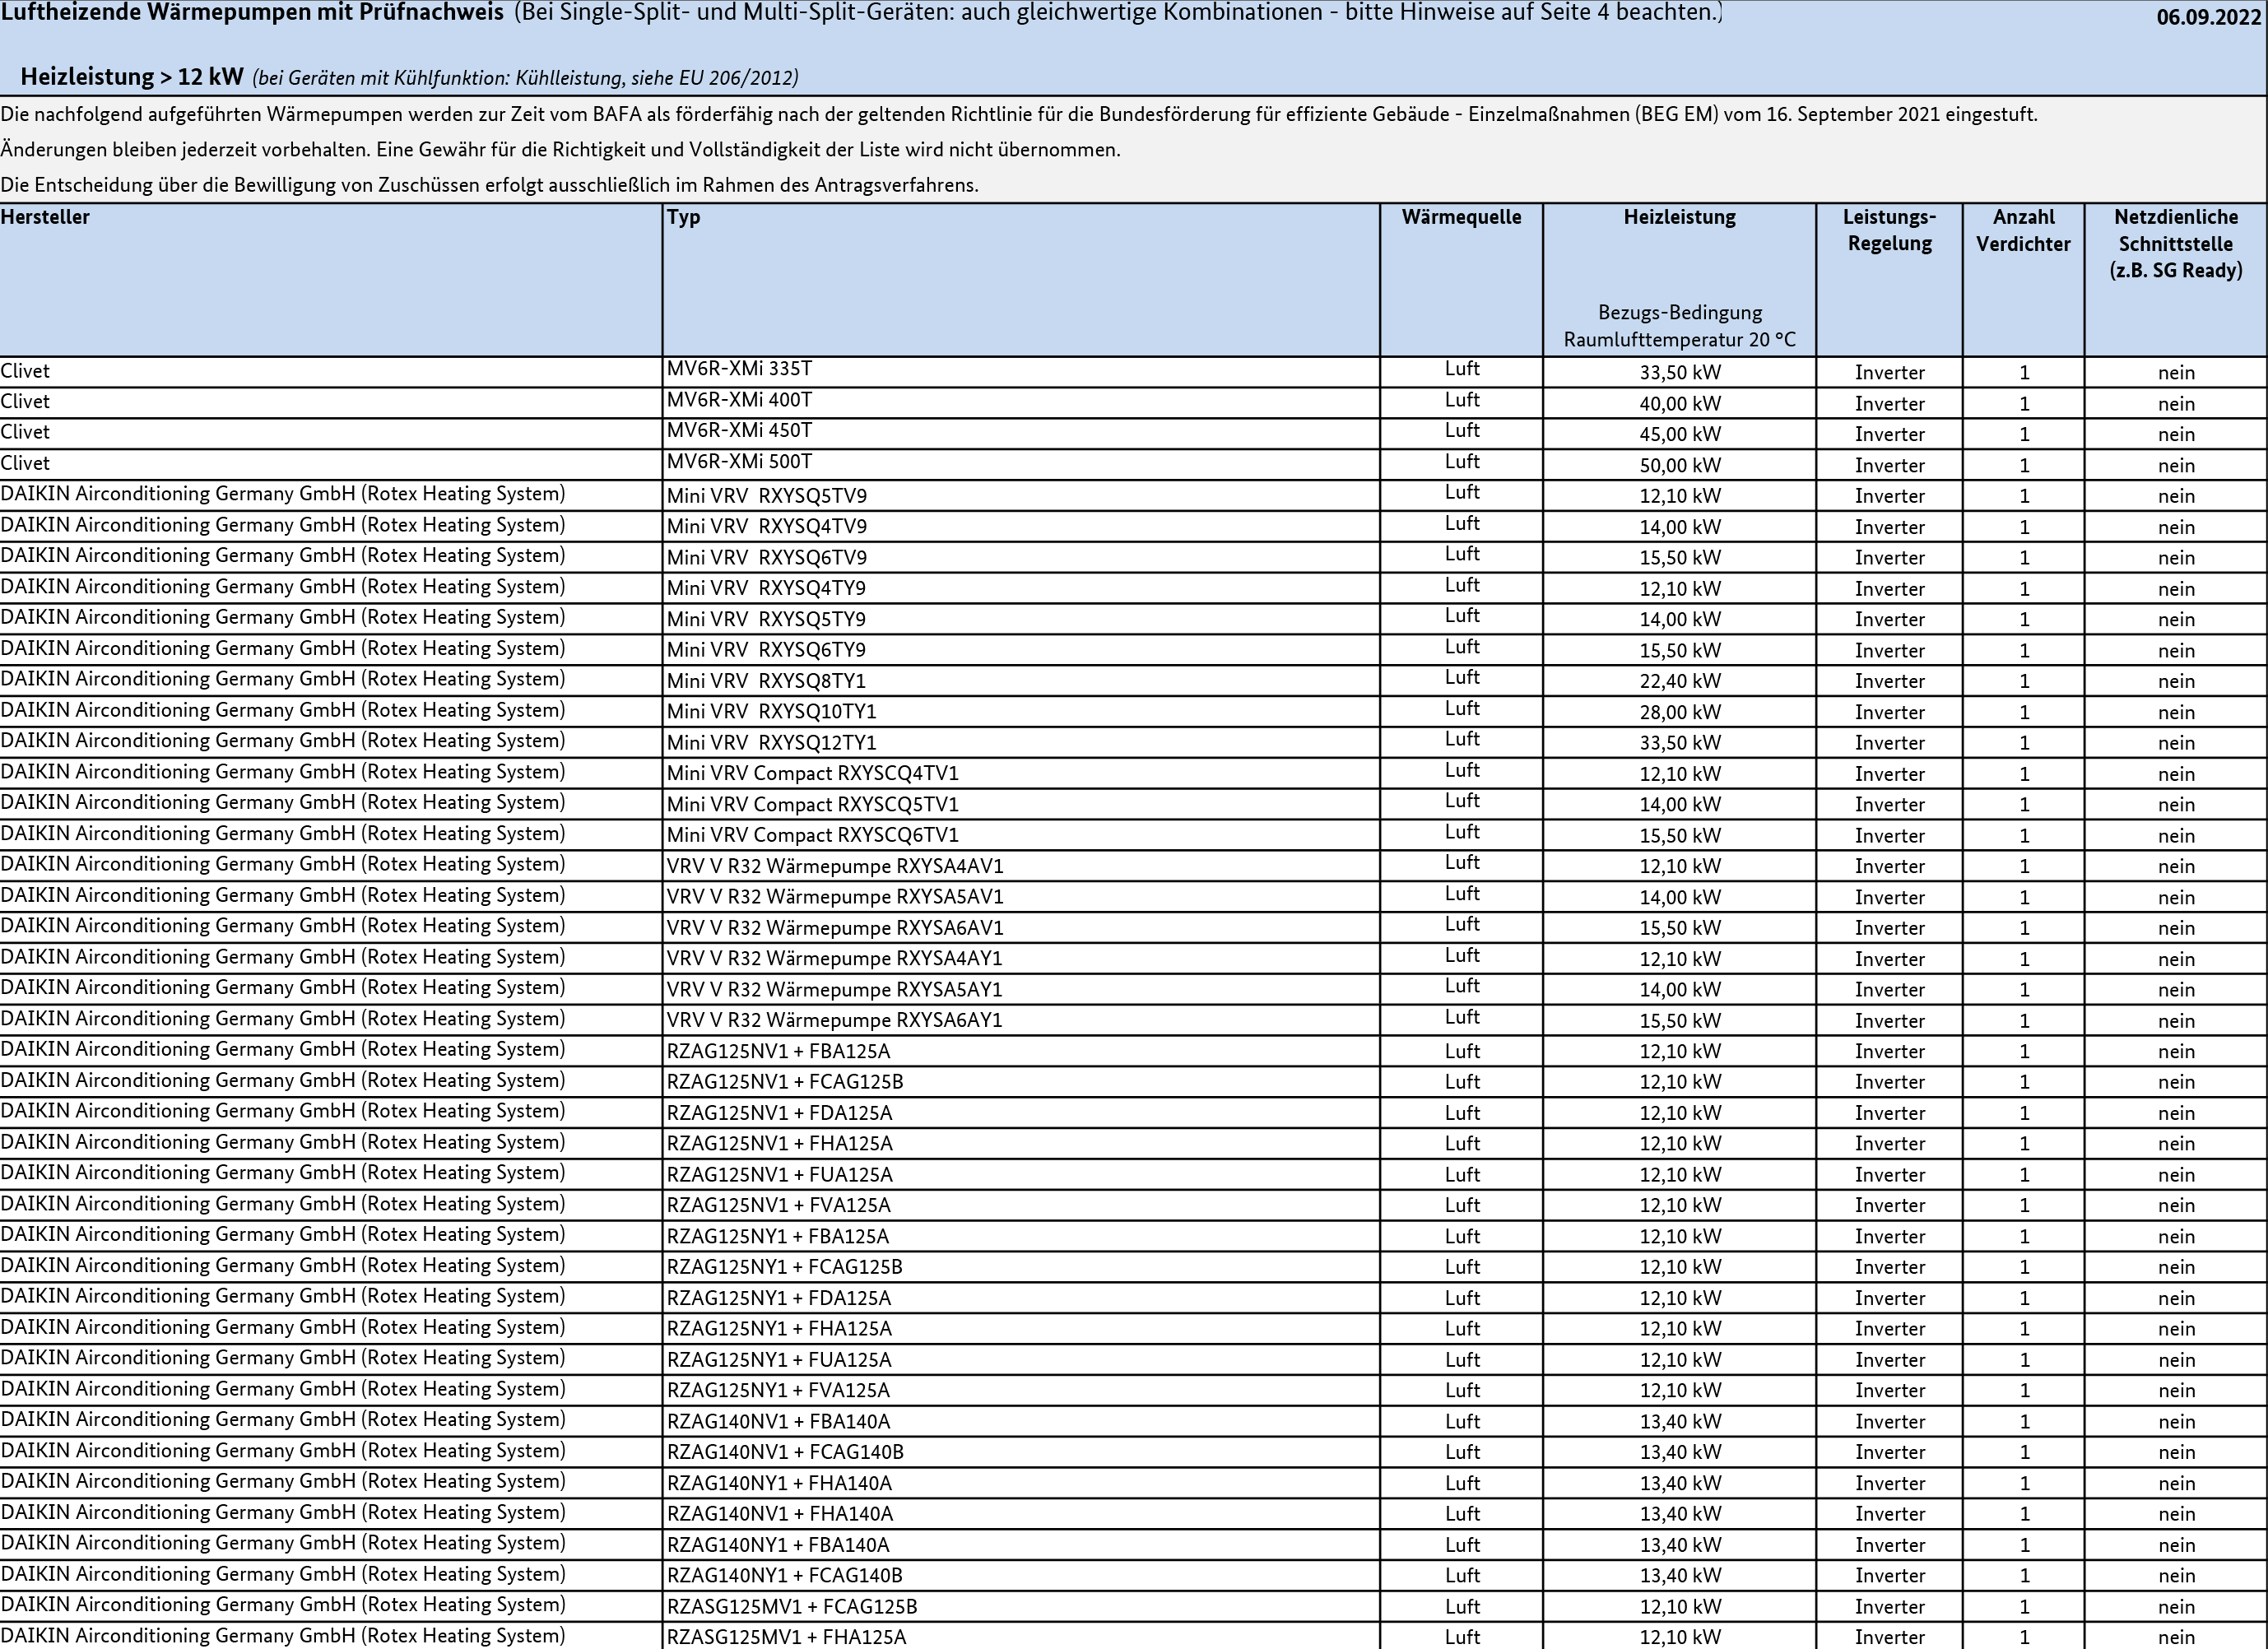 Luftheizende Wärmepumpen mit Prüfnachweis (Bei Single-Split- und Multi-Split-Geräten: auch gleichwertige Kombinationen - bitte Hinweise auf Seite 4 beachten.) 06.09.2022
Heizleistung > 12 kW (bei Geräten mit Kühlfunktion: Kühlleistung, siehe EU 206/2012)
Die nachfolgend aufgeführten Wärmepumpen werden zur Zeit vom BAFA als förderfähig nach der geltenden Richtlinie für die Bundesförderung für effiziente Gebäude - Einzelmaßnahmen (BEG EM) vom 16. September 2021 eingestuft.
Änderungen bleiben jederzeit vorbehalten. Eine Gewähr für die Richtigkeit und Vollständigkeit der Liste wird nicht übernommen.
Die Entscheidung über die Bewilligung von Zuschüssen erfolgt ausschließlich im Rahmen des Antragsverfahrens.
Hersteller Typ Wärmequelle Heizleistung Leistungs- Anzahl Netzdienliche
Regelung Verdichter Schnittstelle
(z.B. SG Ready)
Bezugs-Bedingung
Raumlufttemperatur 20 °C
Clivet MV6R-XMi 335T Luft 33,50 kW Inverter 1 nein
Clivet MV6R-XMi 400T Luft 40,00 kW Inverter 1 nein
Clivet MV6R-XMi 450T Luft 45,00 kW Inverter 1 nein
Clivet MV6R-XMi 500T Luft 50,00 kW Inverter 1 nein
DAIKIN Airconditioning Germany GmbH (Rotex Heating System) Mini VRV  RXYSQ5TV9 Luft 12,10 kW Inverter 1 nein
DAIKIN Airconditioning Germany GmbH (Rotex Heating System) Mini VRV  RXYSQ4TV9 Luft 14,00 kW Inverter 1 nein
DAIKIN Airconditioning Germany GmbH (Rotex Heating System) Mini VRV  RXYSQ6TV9 Luft 15,50 kW Inverter 1 nein
DAIKIN Airconditioning Germany GmbH (Rotex Heating System) Mini VRV  RXYSQ4TY9 Luft 12,10 kW Inverter 1 nein
DAIKIN Airconditioning Germany GmbH (Rotex Heating System) Mini VRV  RXYSQ5TY9 Luft 14,00 kW Inverter 1 nein
DAIKIN Airconditioning Germany GmbH (Rotex Heating System) Mini VRV  RXYSQ6TY9 Luft 15,50 kW Inverter 1 nein
DAIKIN Airconditioning Germany GmbH (Rotex Heating System) Mini VRV  RXYSQ8TY1 Luft 22,40 kW Inverter 1 nein
DAIKIN Airconditioning Germany GmbH (Rotex Heating System) Mini VRV  RXYSQ10TY1 Luft 28,00 kW Inverter 1 nein
DAIKIN Airconditioning Germany GmbH (Rotex Heating System) Mini VRV  RXYSQ12TY1 Luft 33,50 kW Inverter 1 nein
DAIKIN Airconditioning Germany GmbH (Rotex Heating System) Mini VRV Compact RXYSCQ4TV1 Luft 12,10 kW Inverter 1 nein
DAIKIN Airconditioning Germany GmbH (Rotex Heating System) Mini VRV Compact RXYSCQ5TV1 Luft 14,00 kW Inverter 1 nein
DAIKIN Airconditioning Germany GmbH (Rotex Heating System) Mini VRV Compact RXYSCQ6TV1 Luft 15,50 kW Inverter 1 nein
DAIKIN Airconditioning Germany GmbH (Rotex Heating System) VRV V R32 Wärmepumpe RXYSA4AV1 Luft 12,10 kW Inverter 1 nein
DAIKIN Airconditioning Germany GmbH (Rotex Heating System) VRV V R32 Wärmepumpe RXYSA5AV1 Luft 14,00 kW Inverter 1 nein
DAIKIN Airconditioning Germany GmbH (Rotex Heating System) VRV V R32 Wärmepumpe RXYSA6AV1 Luft 15,50 kW Inverter 1 nein
DAIKIN Airconditioning Germany GmbH (Rotex Heating System) VRV V R32 Wärmepumpe RXYSA4AY1 Luft 12,10 kW Inverter 1 nein
DAIKIN Airconditioning Germany GmbH (Rotex Heating System) VRV V R32 Wärmepumpe RXYSA5AY1 Luft 14,00 kW Inverter 1 nein
DAIKIN Airconditioning Germany GmbH (Rotex Heating System) VRV V R32 Wärmepumpe RXYSA6AY1 Luft 15,50 kW Inverter 1 nein
DAIKIN Airconditioning Germany GmbH (Rotex Heating System) RZAG125NV1 + FBA125A Luft 12,10 kW Inverter 1 nein
DAIKIN Airconditioning Germany GmbH (Rotex Heating System) RZAG125NV1 + FCAG125B Luft 12,10 kW Inverter 1 nein
DAIKIN Airconditioning Germany GmbH (Rotex Heating System) RZAG125NV1 + FDA125A Luft 12,10 kW Inverter 1 nein
DAIKIN Airconditioning Germany GmbH (Rotex Heating System) RZAG125NV1 + FHA125A Luft 12,10 kW Inverter 1 nein
DAIKIN Airconditioning Germany GmbH (Rotex Heating System) RZAG125NV1 + FUA125A Luft 12,10 kW Inverter 1 nein
DAIKIN Airconditioning Germany GmbH (Rotex Heating System) RZAG125NV1 + FVA125A Luft 12,10 kW Inverter 1 nein
DAIKIN Airconditioning Germany GmbH (Rotex Heating System) RZAG125NY1 + FBA125A Luft 12,10 kW Inverter 1 nein
DAIKIN Airconditioning Germany GmbH (Rotex Heating System) RZAG125NY1 + FCAG125B Luft 12,10 kW Inverter 1 nein
DAIKIN Airconditioning Germany GmbH (Rotex Heating System) RZAG125NY1 + FDA125A Luft 12,10 kW Inverter 1 nein
DAIKIN Airconditioning Germany GmbH (Rotex Heating System) RZAG125NY1 + FHA125A Luft 12,10 kW Inverter 1 nein
DAIKIN Airconditioning Germany GmbH (Rotex Heating System) RZAG125NY1 + FUA125A Luft 12,10 kW Inverter 1 nein
DAIKIN Airconditioning Germany GmbH (Rotex Heating System) RZAG125NY1 + FVA125A Luft 12,10 kW Inverter 1 nein
DAIKIN Airconditioning Germany GmbH (Rotex Heating System) RZAG140NV1 + FBA140A Luft 13,40 kW Inverter 1 nein
DAIKIN Airconditioning Germany GmbH (Rotex Heating System) RZAG140NV1 + FCAG140B Luft 13,40 kW Inverter 1 nein
DAIKIN Airconditioning Germany GmbH (Rotex Heating System) RZAG140NY1 + FHA140A Luft 13,40 kW Inverter 1 nein
DAIKIN Airconditioning Germany GmbH (Rotex Heating System) RZAG140NV1 + FHA140A Luft 13,40 kW Inverter 1 nein
DAIKIN Airconditioning Germany GmbH (Rotex Heating System) RZAG140NY1 + FBA140A Luft 13,40 kW Inverter 1 nein
DAIKIN Airconditioning Germany GmbH (Rotex Heating System) RZAG140NY1 + FCAG140B Luft 13,40 kW Inverter 1 nein
DAIKIN Airconditioning Germany GmbH (Rotex Heating System) RZASG125MV1 + FCAG125B Luft 12,10 kW Inverter 1 nein
DAIKIN Airconditioning Germany GmbH (Rotex Heating System) RZASG125MV1 + FHA125A Luft 12,10 kW Inverter 1 nein